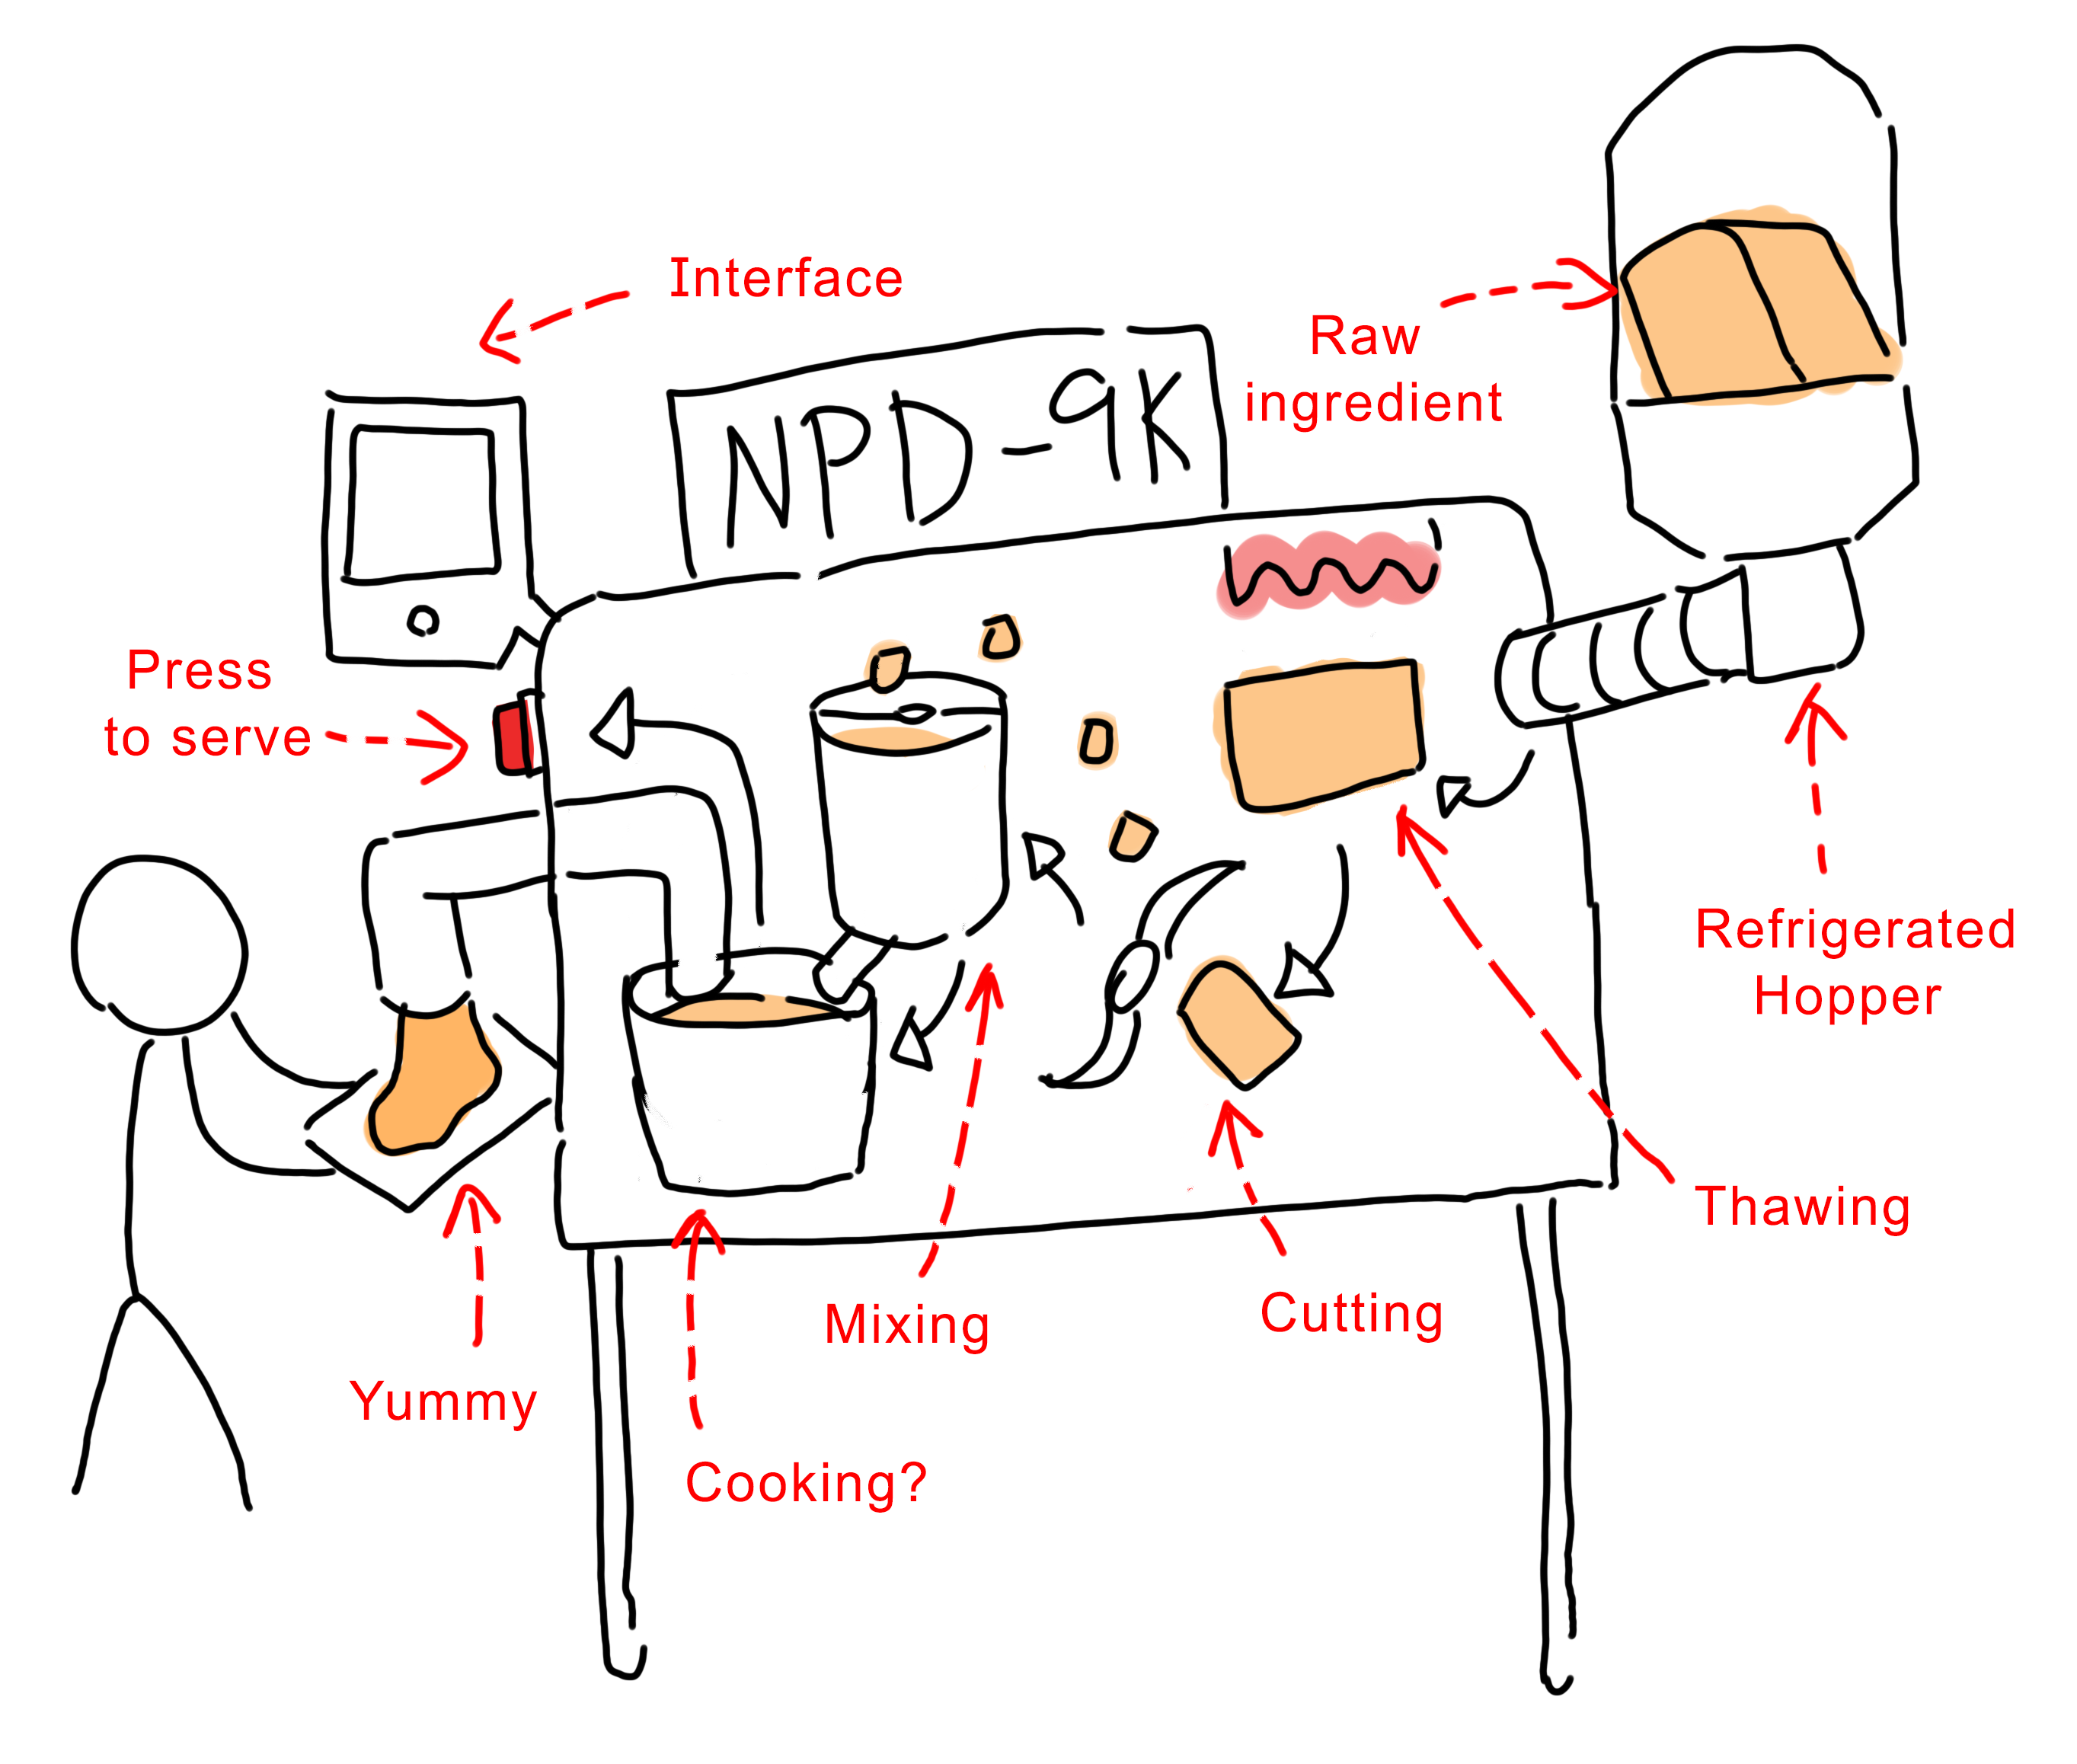 Interface
Raw
ingredient
NPD-9K
Press
to serve
Refrigerated
Hopper
Thawing
Cutting
Mixing
Yummy
Cooking?